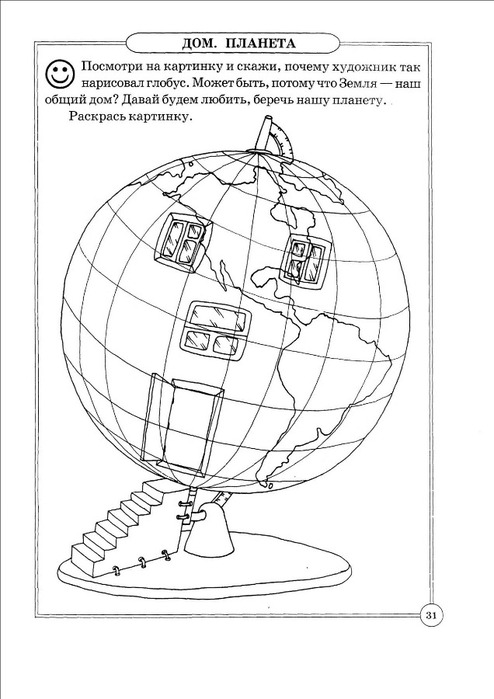 ДОМ. ПЛАНЕТА
Посмотри на картинку и скажи, почему художник так
нарисовал глобус. Может быть, потому что Земля — наш
общий дом? Давай будем любить, беречь нашу планету.
Раскрась картинку.
31